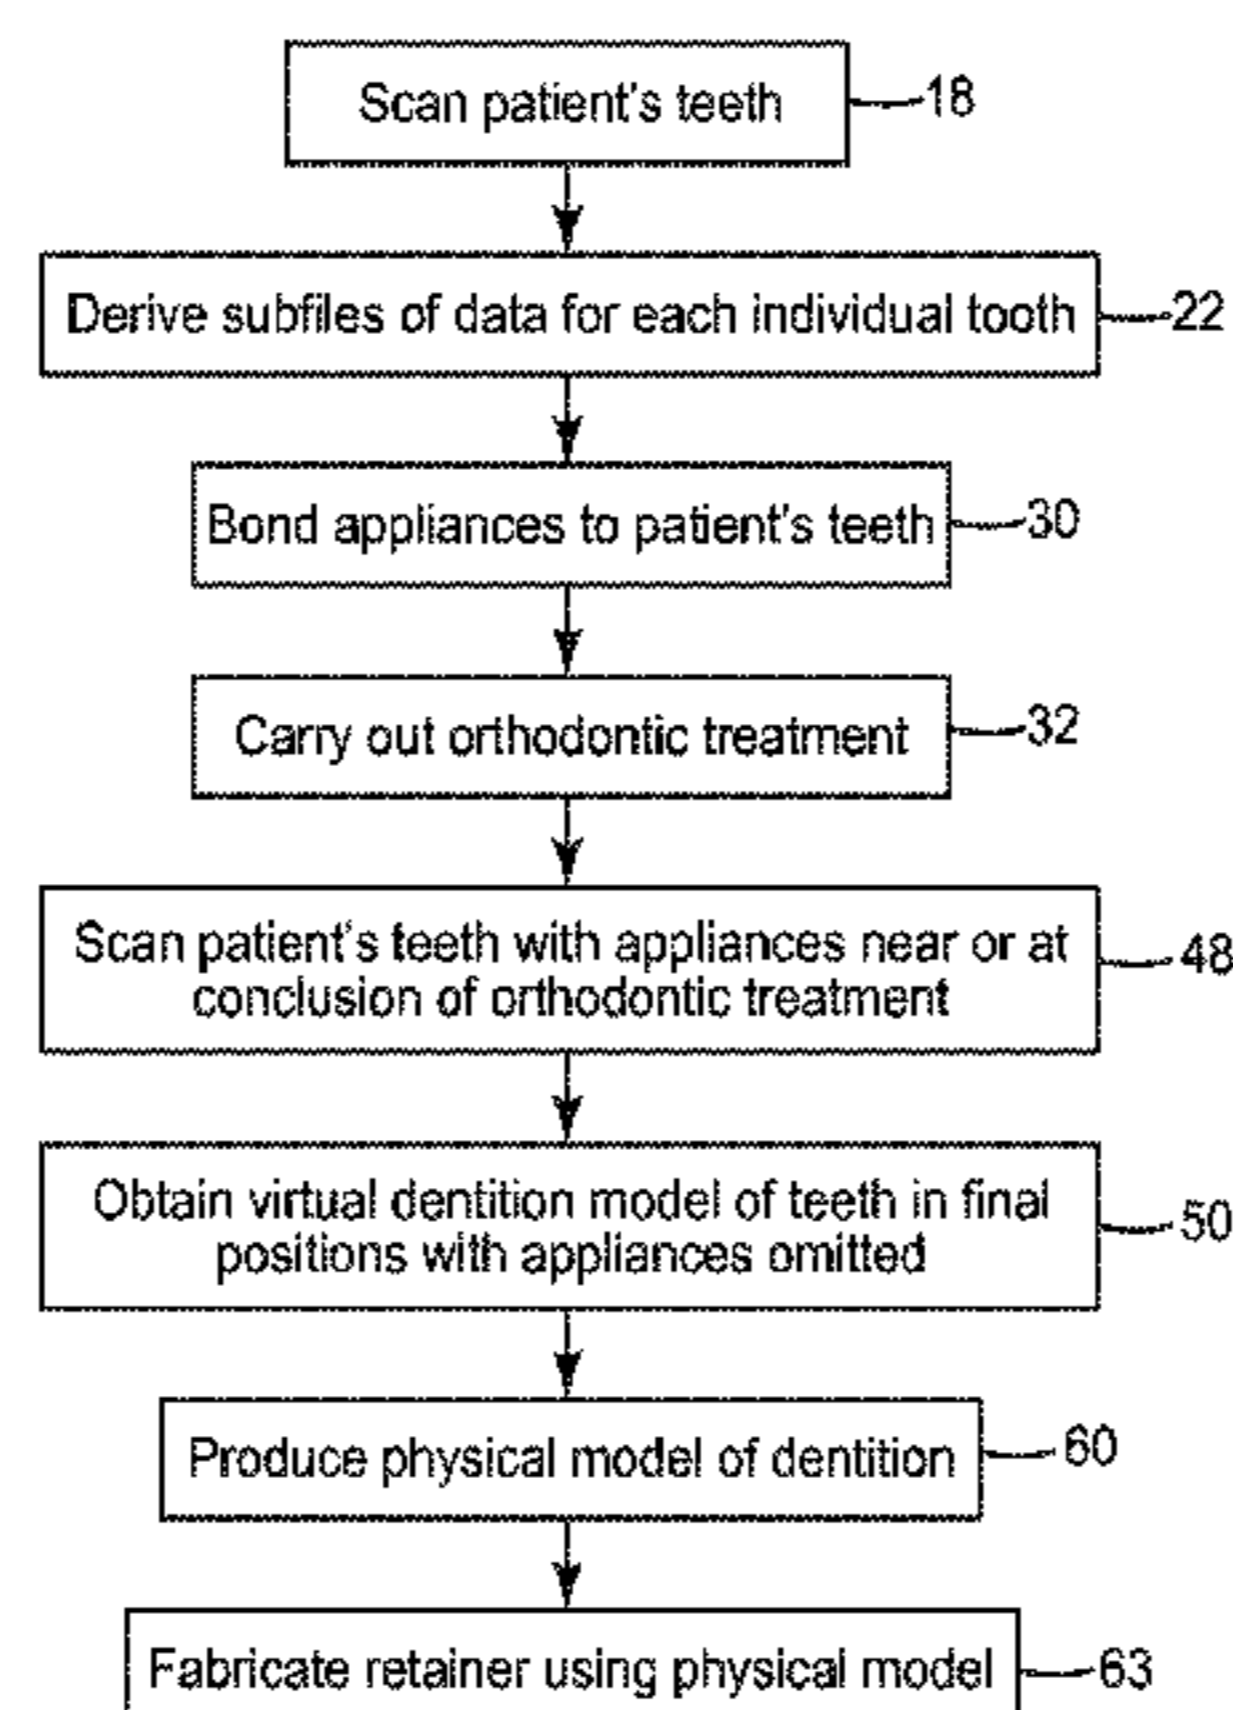 Scan patient's teeth
18
Derive subfiles of data for each individual tooth
22
Bond appliances to patient's teeth
30
Carry out orthodontic treatment
32
Scan patient's teeth with appliances near or at
conclusion of orthodontic treatment
48
Obtain virtual dentition model of teeth in final
positions with appliances omitted
50
Produce physical model of dentition
60
Fabricate retainer using physical model
63